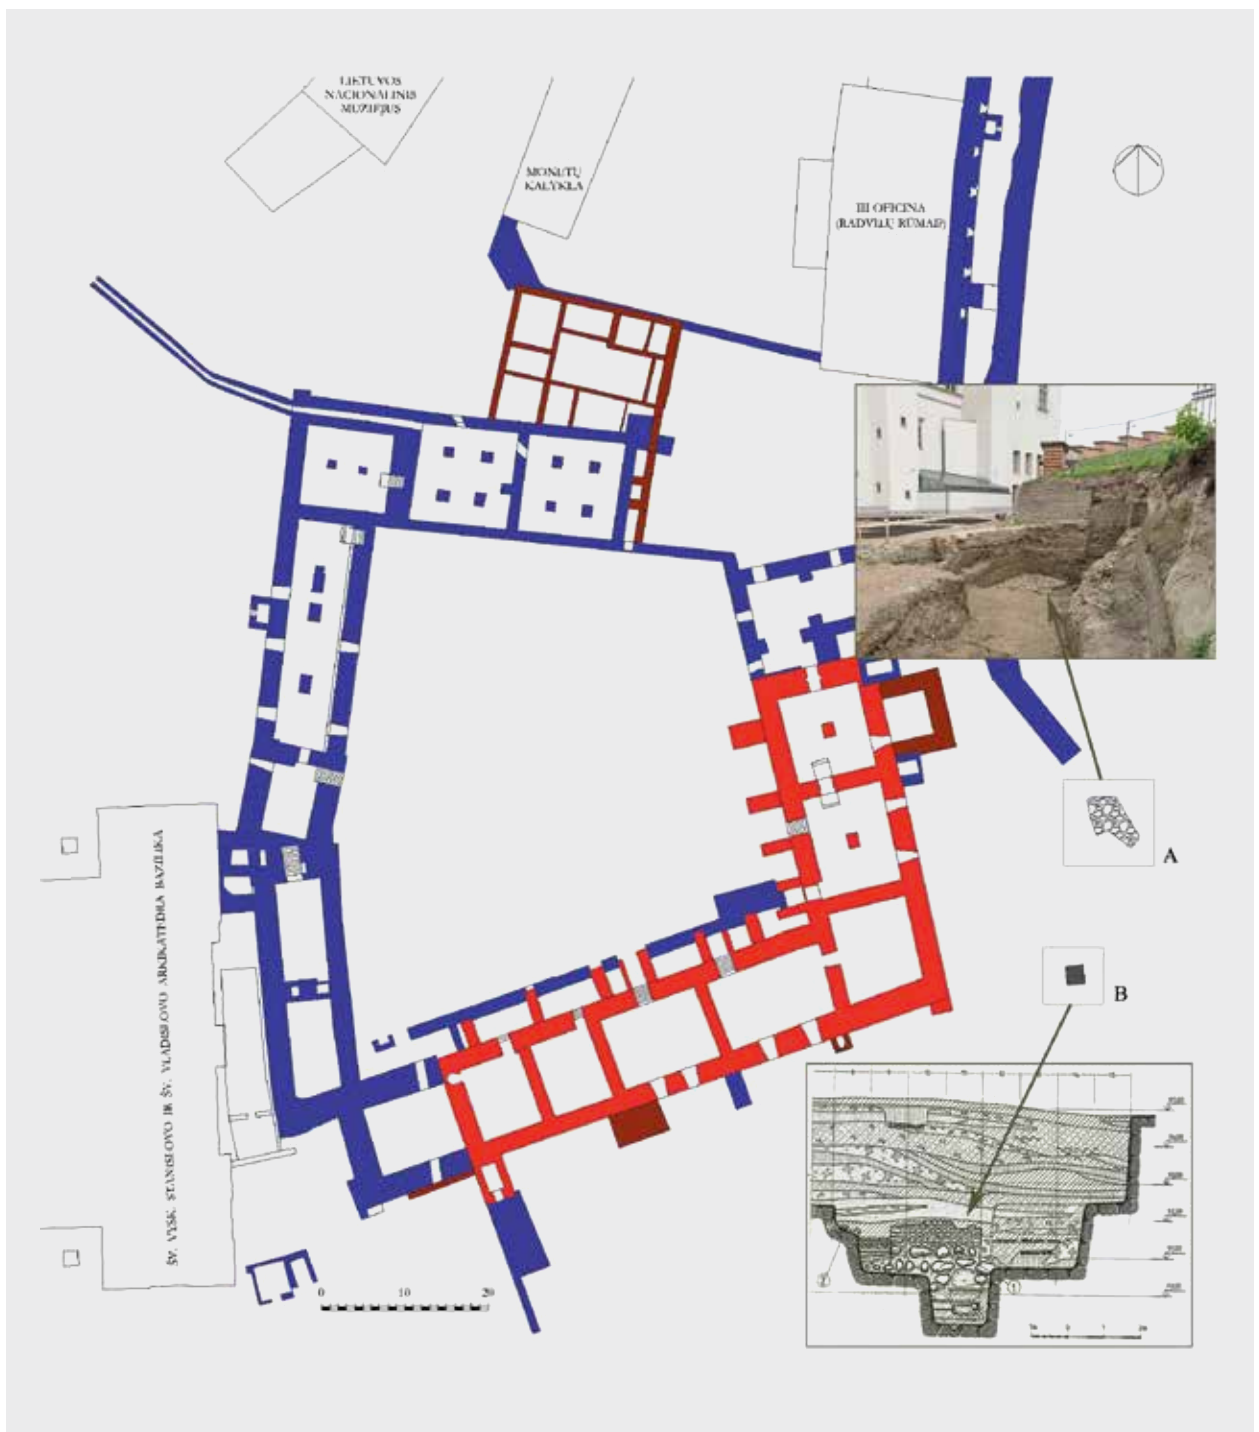 LIETUVOS
NACIONALINIS
MUZIEJUS
MONUTŲ
KALYKLA
III OFICINA
(RADVILŲ RŪMAI?)
ŠV. VYSK. STANISLOVO IR ŠV. VLADISLOVO ARKIKATEDRA BAZILIKA
A
B
0 10 20